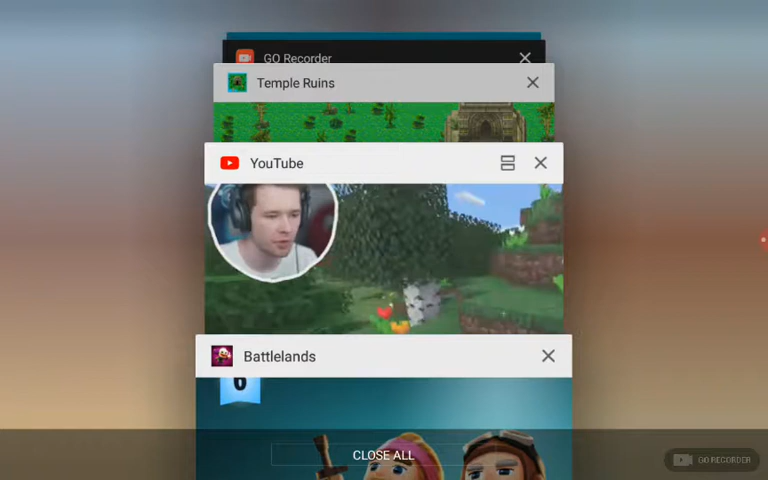 GO Recorder
Temple Ruins
YouTube
Battlelands
6
CLOSE ALL
GO RECORDER